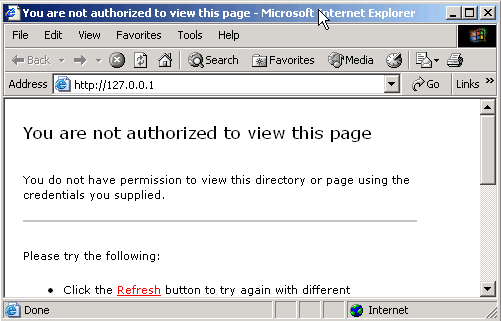 You are not authorized to view this page - Microsoft Internet Explorer
File Edit View Favorites Tools Help
Back Search Favorites Media
Address http://127.0.0.1 Go Links »
You are not authorized to view this page
You do not have permission to view this directory or page using the
credentials you supplied.
Please try the following:
• Click the Refresh button to try again with different
Done Internet